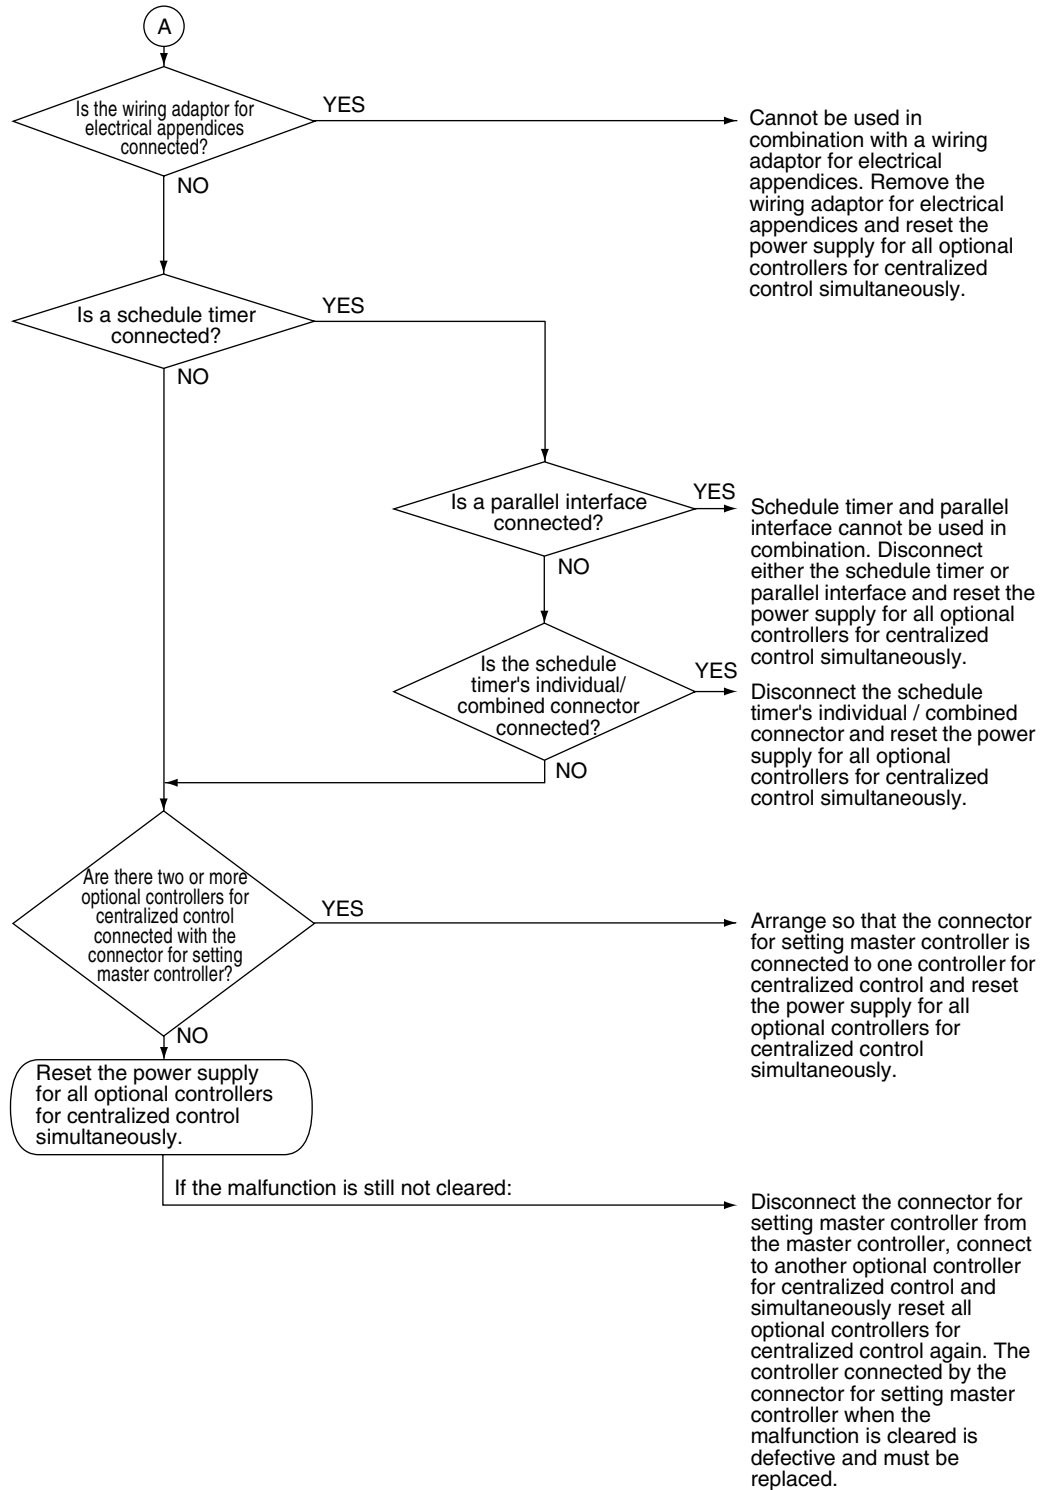 A
Is the wiring adaptor for
electrical appendices
connected?
YES
Cannot be used in
combination with a wiring
adaptor for electrical
appendices. Remove the
wiring adaptor for electrical
appendices and reset the
power supply for all optional
controllers for centralized
control simultaneously.
NO
Is a schedule timer
connected?
YES
NO
Is a parallel interface
connected?
YES
Schedule timer and parallel
interface cannot be used in
combination. Disconnect
either the schedule timer or
parallel interface and reset the
power supply for all optional
controllers for centralized
control simultaneously.
NO
Is the schedule
timer's individual/
combined connector
connected?
YES
Disconnect the schedule
timer's individual / combined
connector and reset the power
supply for all optional
controllers for centralized
control simultaneously.
NO
Are there two or more
optional controllers for
centralized control
connected with the
connector for setting
master controller?
YES
Arrange so that the connector
for setting master controller is
connected to one controller for
centralized control and reset
the power supply for all
optional controllers for
centralized control
simultaneously.
NO
Reset the power supply
for all optional controllers
for centralized control
simultaneously.
If the malfunction is still not cleared:
Disconnect the connector for
setting master controller from
the master controller, connect
to another optional controller
for centralized control and
simultaneously reset all
optional controllers for
centralized control again. The
controller connected by the
connector for setting master
controller when the
malfunction is cleared is
defective and must be
replaced.